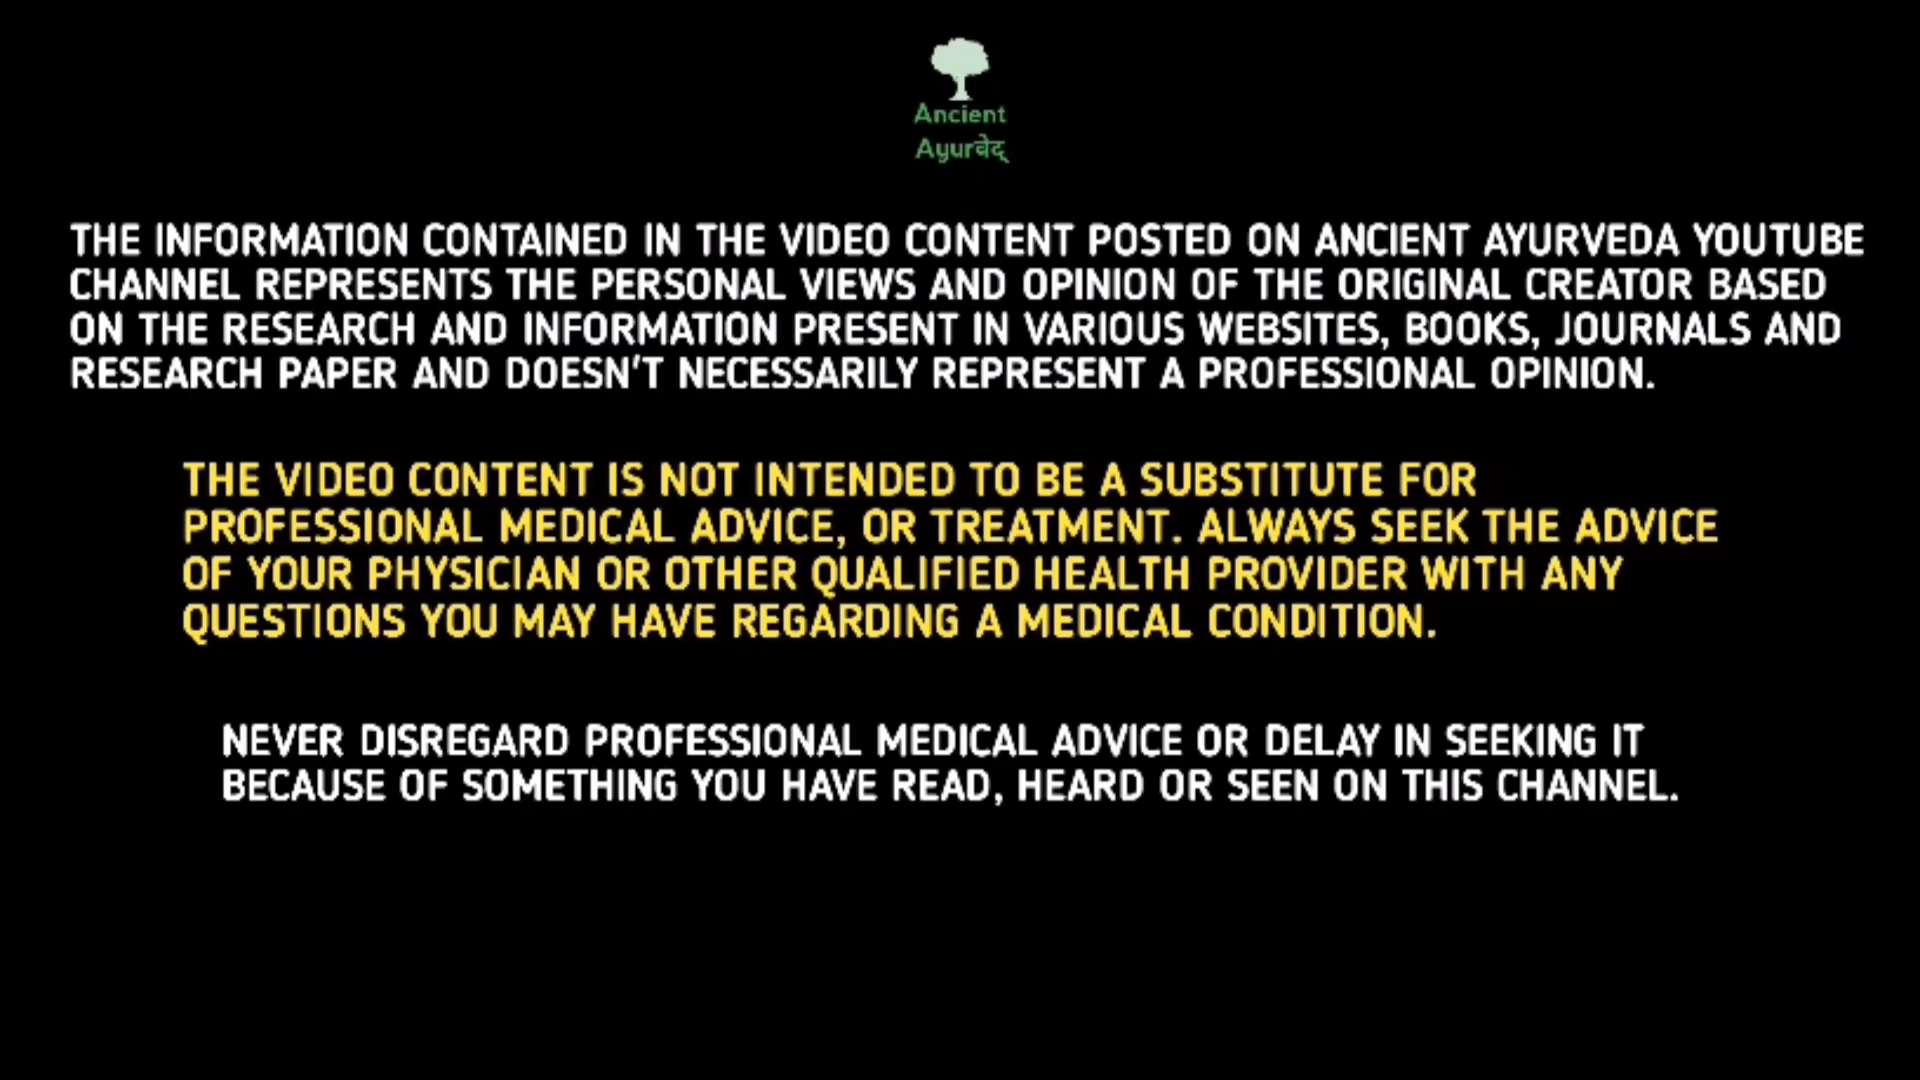 Ancient
Ayurवेद्
THE INFORMATION CONTAINED IN THE VIDEO CONTENT POSTED ON ANCIENT AYURVEDA YOUTUBE
CHANNEL REPRESENTS THE PERSONAL VIEWS AND OPINION OF THE ORIGINAL CREATOR BASED
ON THE RESEARCH AND INFORMATION PRESENT IN VARIOUS WEBSITES, BOOKS, JOURNALS AND
RESEARCH PAPER AND DOESN'T NECESSARILY REPRESENT A PROFESSIONAL OPINION.
THE VIDEO CONTENT IS NOT INTENDED TO BE A SUBSTITUTE FOR
PROFESSIONAL MEDICAL ADVICE, OR TREATMENT. ALWAYS SEEK THE ADVICE
OF YOUR PHYSICIAN OR OTHER QUALIFIED HEALTH PROVIDER WITH ANY
QUESTIONS YOU MAY HAVE REGARDING A MEDICAL CONDITION.
NEVER DISREGARD PROFESSIONAL MEDICAL ADVICE OR DELAY IN SEEKING IT
BECAUSE OF SOMETHING YOU HAVE READ, HEARD OR SEEN ON THIS CHANNEL.